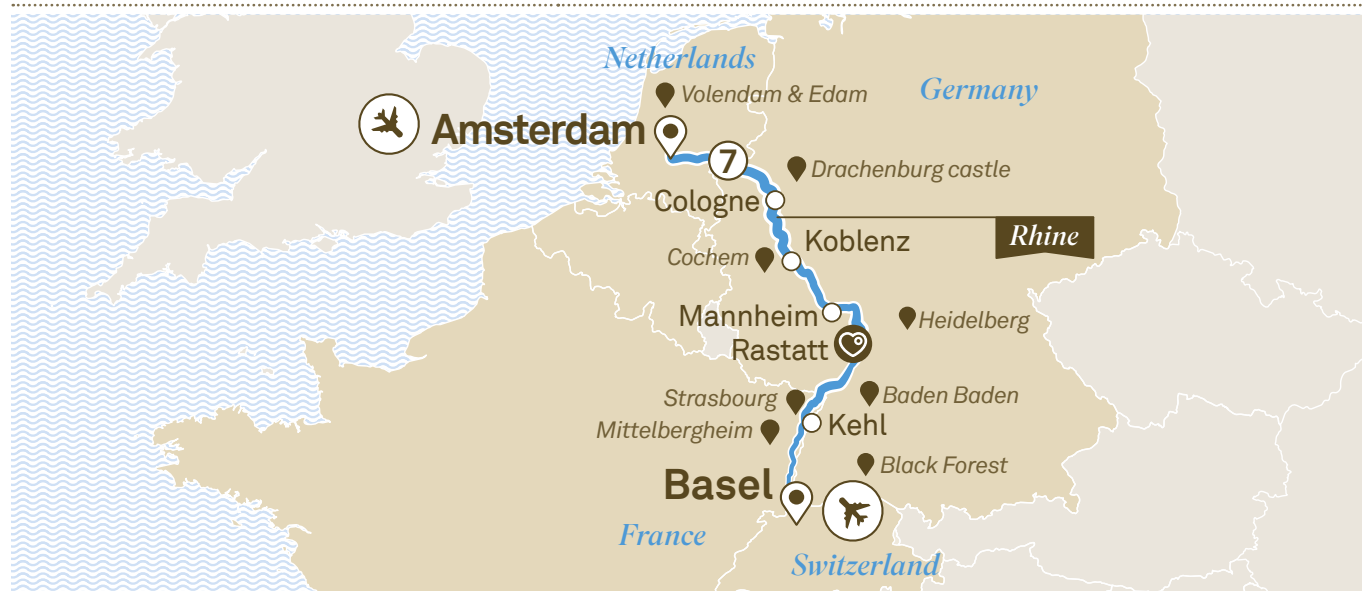 Netherlands
Germany
Volendam & Edam
Amsterdam
7
Drachenburg castle
Cologne
Rhine
Koblenz
Cochem
Mannheim
Heidelberg
Rastatt
Strasbourg
Baden Baden
Mittelbergheim
Kehl
Black Forest
Basel
France
Switzerland